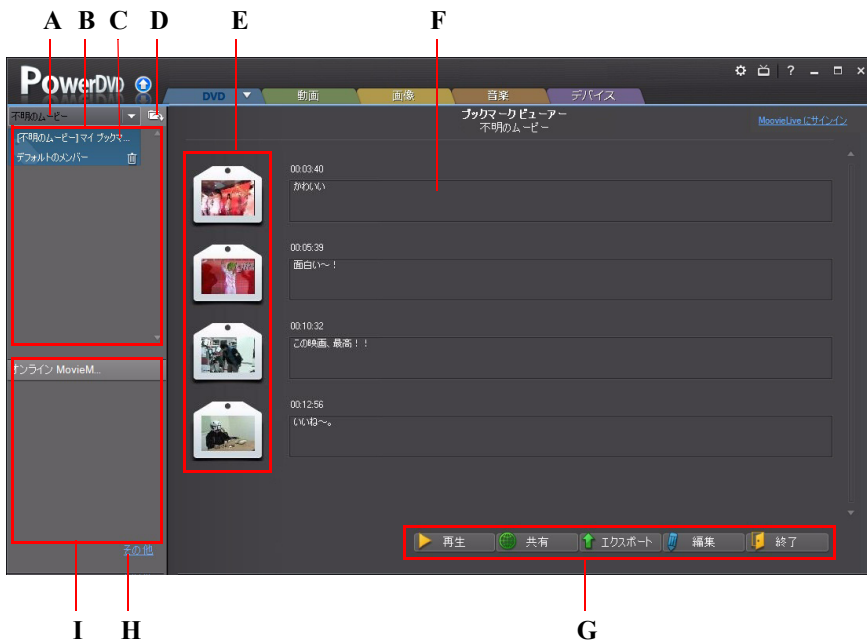 A B C D E F
PowerDVD
?
DVD 動画 画像 音楽 デバイス
不明のムービー
ブックマーク ビューアー
不明のムービー
MoovieLive にサインイン
[不明のムービー] マイ ブックマ...
デフォルトのメンバー
00:03:40
かわいい
00:05:39
面白い～！
00:10:32
この映画、最高！！
00:12:56
いいね～。
オンライン MovieM...
その他
再生 共有 エクスポート 編集 終了
I H G